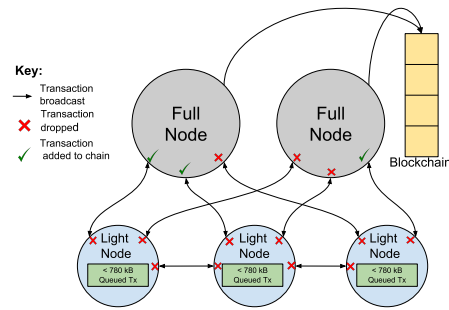 Key:
Transaction
broadcast
Transaction
dropped
Transaction
added to chain
Full
Node
Full
Node
Blockchain
Light
Node
< 780 kB
Queued Tx
Light
Node
< 780 kB
Queued Tx
Light
Node
< 780 kB
Queued Tx